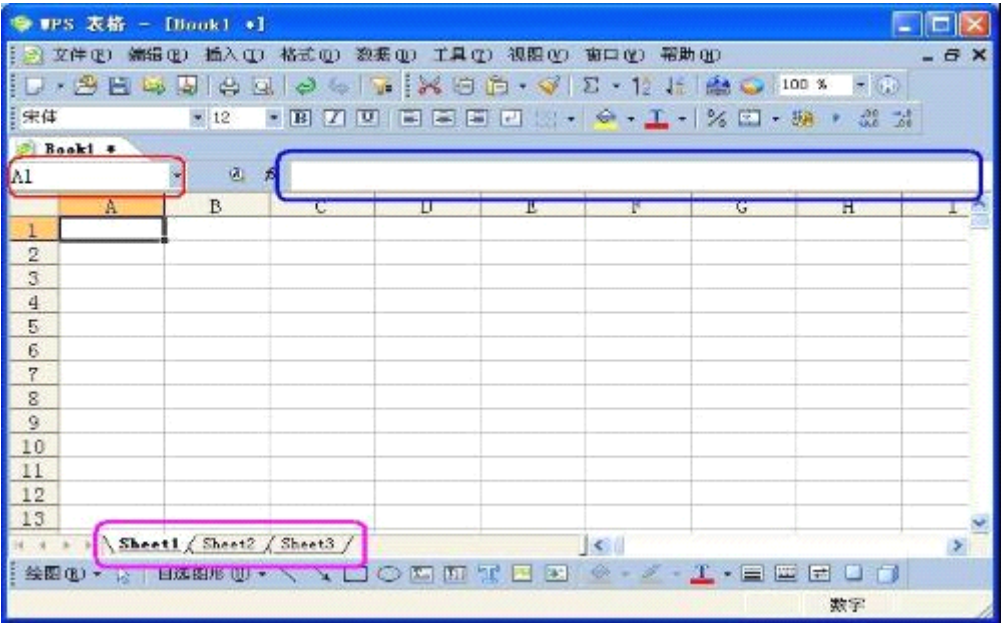 WPS 表格 - [Book1 *]
文件(F) 编辑(E) 插入(I) 格式(O) 数据(D) 工具(T) 视图(V) 窗口(W) 帮助(H)
100 %
宋体 12 B I U %
Book1 *
A1
A B C D E F G H I
1
2
3
4
5
6
7
8
9
10
11
12
13
Sheet1 Sheet2 Sheet3
绘图(R) 自选图形(U)
数字